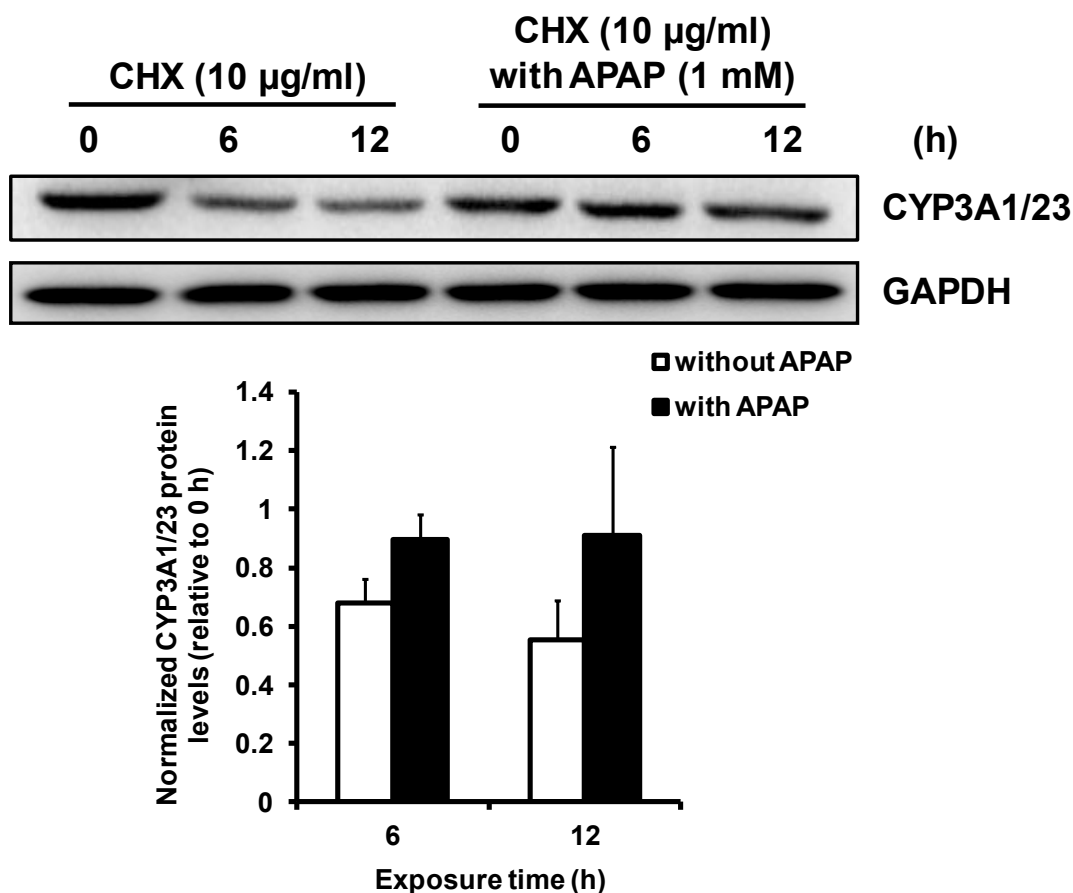 CHX (10 µg/ml)
CHX (10 µg/ml)
with APAP (1 mM)
0 6 12 0 6 12 (h)
CYP3A1/23
GAPDH
without APAP
with APAP
Normalized CYP3A1/23 protein
levels (relative to 0 h)
1.4
1.2
1
0.8
0.6
0.4
0.2
0
6 12
Exposure time (h)